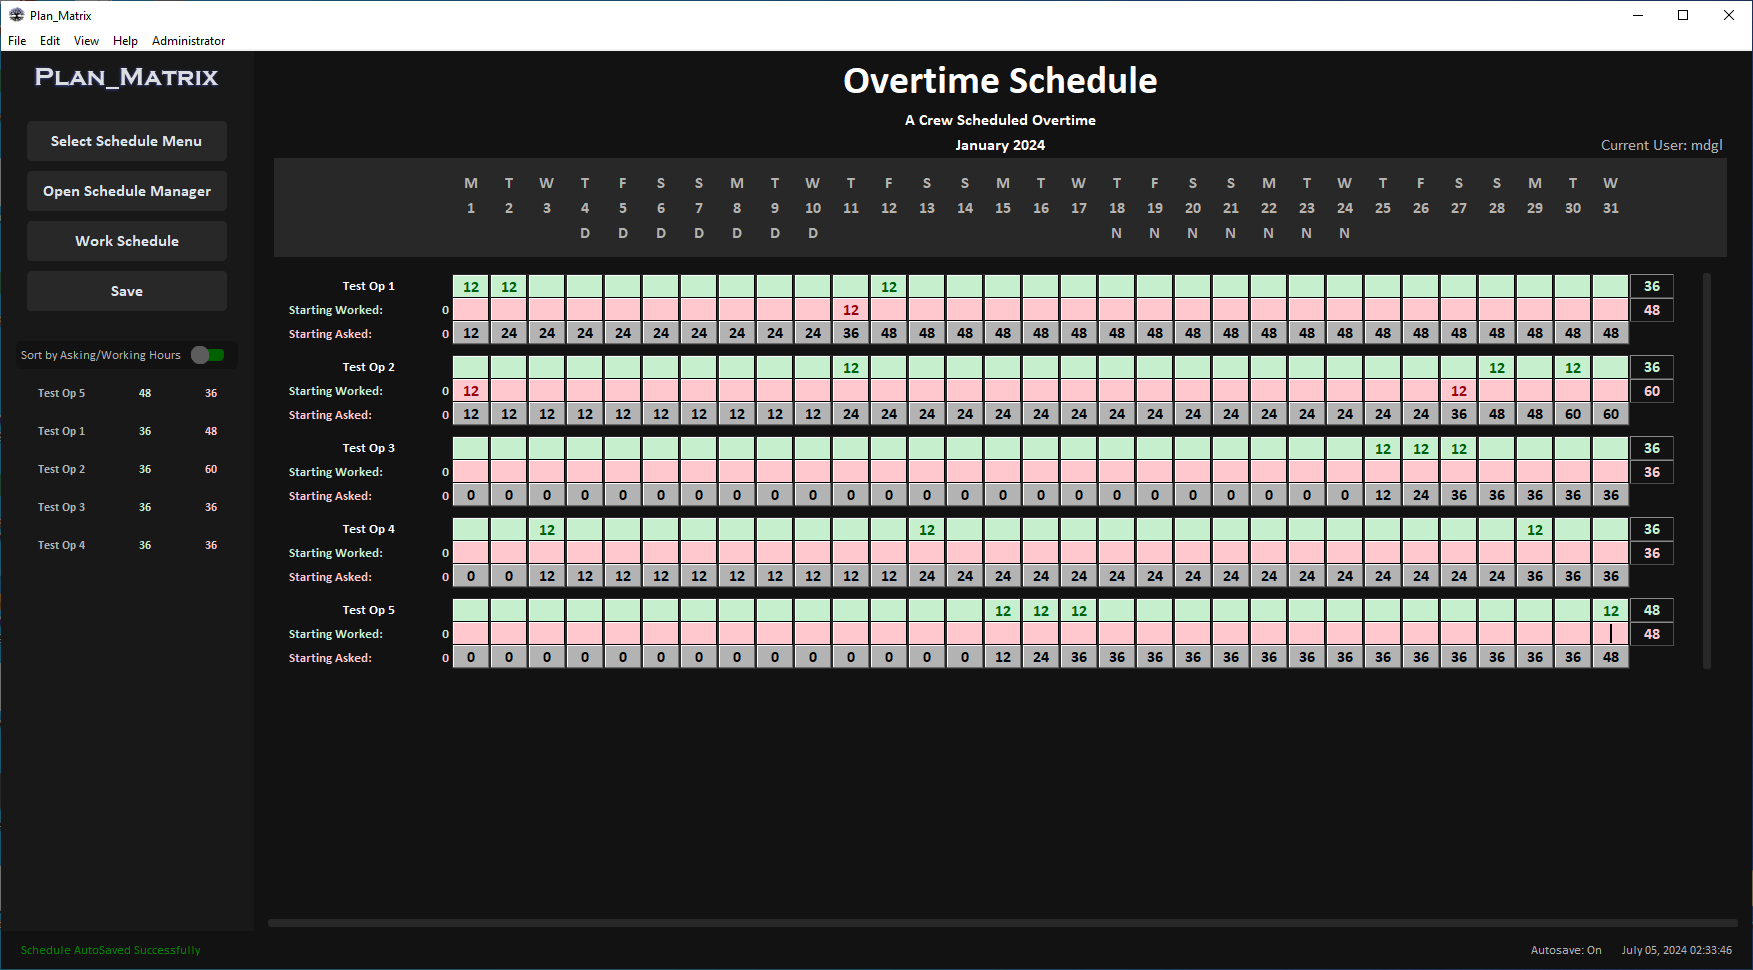 Plan_Matrix
File Edit View Help Administrator
Plan_Matrix
Select Schedule Menu
Open Schedule Manager
Work Schedule
Save
Sort by Asking/Working Hours
Test Op 5 48 36
Test Op 1 36 48
Test Op 2 36 60
Test Op 3 36 36
Test Op 4 36 36
Overtime Schedule
A Crew Scheduled Overtime
January 2024
Current User: mdgl
M T W T F S S M T W T F S S M T W T F S S M T W T F S S M T W
1 2 3 4 5 6 7 8 9 10 11 12 13 14 15 16 17 18 19 20 21 22 23 24 25 26 27 28 29 30 31
D D D D D D D N N N N N N N
Test Op 1 12 12 12 36
Starting Worked: 0 12 48
Starting Asked: 0 12 24 24 24 24 24 24 24 24 24 36 48 48 48 48 48 48 48 48 48 48 48 48 48 48 48 48 48 48 48 48
Test Op 2 12 12 12 36
Starting Worked: 0 12 12 60
Starting Asked: 0 12 12 12 12 12 12 12 12 12 12 24 24 24 24 24 24 24 24 24 24 24 24 24 24 24 24 36 48 48 60 60
Test Op 3 12 12 12 36
Starting Worked: 0 36
Starting Asked: 0 0 0 0 0 0 0 0 0 0 0 0 0 0 0 0 0 0 0 0 0 0 0 0 0 12 24 36 36 36 36 36
Test Op 4 12 12 12 36
Starting Worked: 0 36
Starting Asked: 0 0 0 12 12 12 12 12 12 12 12 12 12 24 24 24 24 24 24 24 24 24 24 24 24 24 24 24 24 36 36 36
Test Op 5 12 12 12 12 48
Starting Worked: 0 48
Starting Asked: 0 0 0 0 0 0 0 0 0 0 0 0 0 0 0 12 24 36 36 36 36 36 36 36 36 36 36 36 36 36 36 48
Schedule AutoSaved Successfully
Autosave: On July 05, 2024 02:33:46